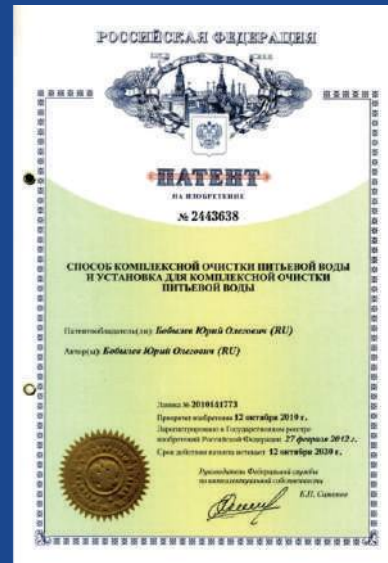 РОССИЙСКАЯ ФЕДЕРАЦИЯ
ПАТЕНТ
НА ИЗОБРЕТЕНИЕ
№ 2443638
СПОСОБ КОМПЛЕКСНОЙ ОЧИСТКИ ПИТЬЕВОЙ ВОДЫ
И УСТАНОВКА ДЛЯ КОМПЛЕКСНОЙ ОЧИСТКИ
ПИТЬЕВОЙ ВОДЫ
Патентообладатель(ли): Бобылев Юрий Олегович (RU)
Автор(ы): Бобылев Юрий Олегович (RU)
Заявка № 2010141773
Приоритет изобретения 12 октября 2010 г.
Зарегистрировано в Государственном реестре
изобретений Российской Федерации 27 февраля 2012 г.
Срок действия патента истекает 12 октября 2030 г.
Руководитель Федеральной службы
по интеллектуальной собственности
Симонов